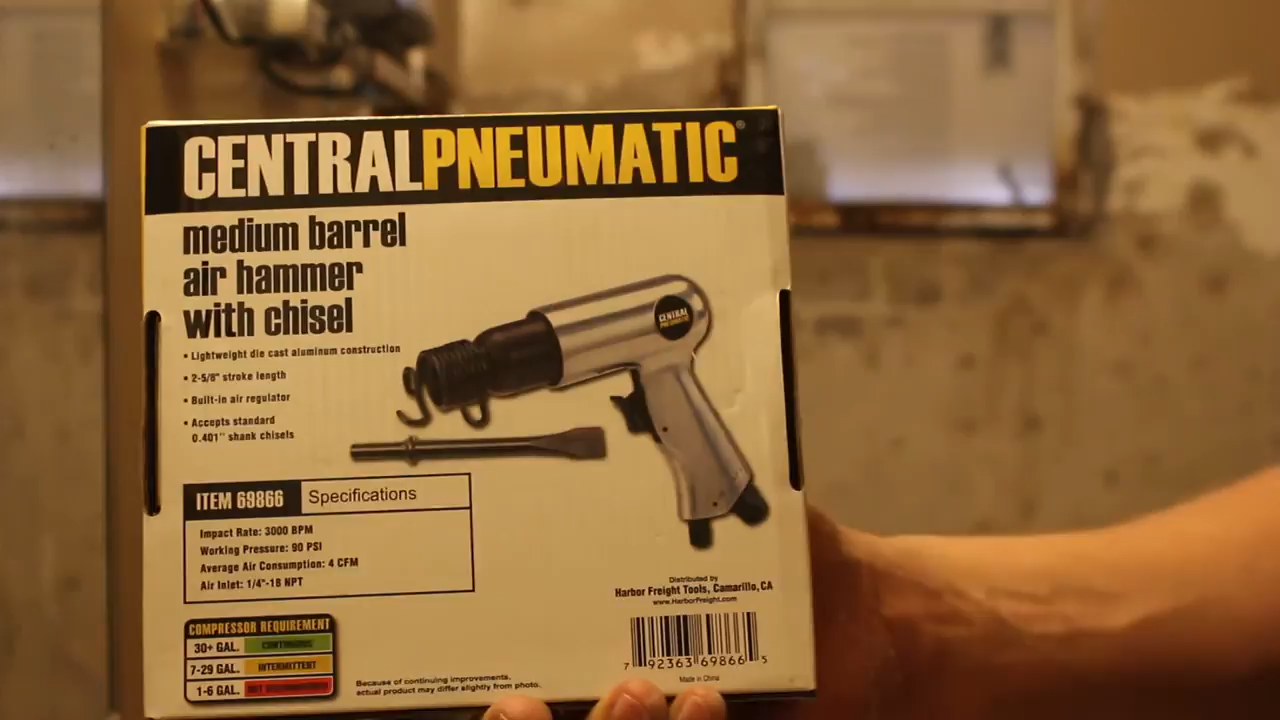 CENTRALPNEUMATIC®
medium barrel
air hammer
with chisel
• Lightweight die cast aluminum construction
• 2-5/8" stroke length
• Built-in air regulator
• Accepts standard
0.401" shank chisels
CENTRAL
PNEUMATIC
ITEM 69866 Specifications
Impact Rate: 3000 BPM
Working Pressure: 90 PSI
Average Air Consumption: 4 CFM
Air Inlet: 1/4"-18 NPT
Distributed by
Harbor Freight Tools, Camarillo, CA
www.HarborFreight.com
COMPRESSOR REQUIREMENT
30+ GAL. CONTINUOUS
7-29 GAL. INTERMITTENT
1-6 GAL. NOT RECOMMENDED
Because of continuing improvements,
actual product may differ slightly from photo.
7 92363 69866 5
Made in China